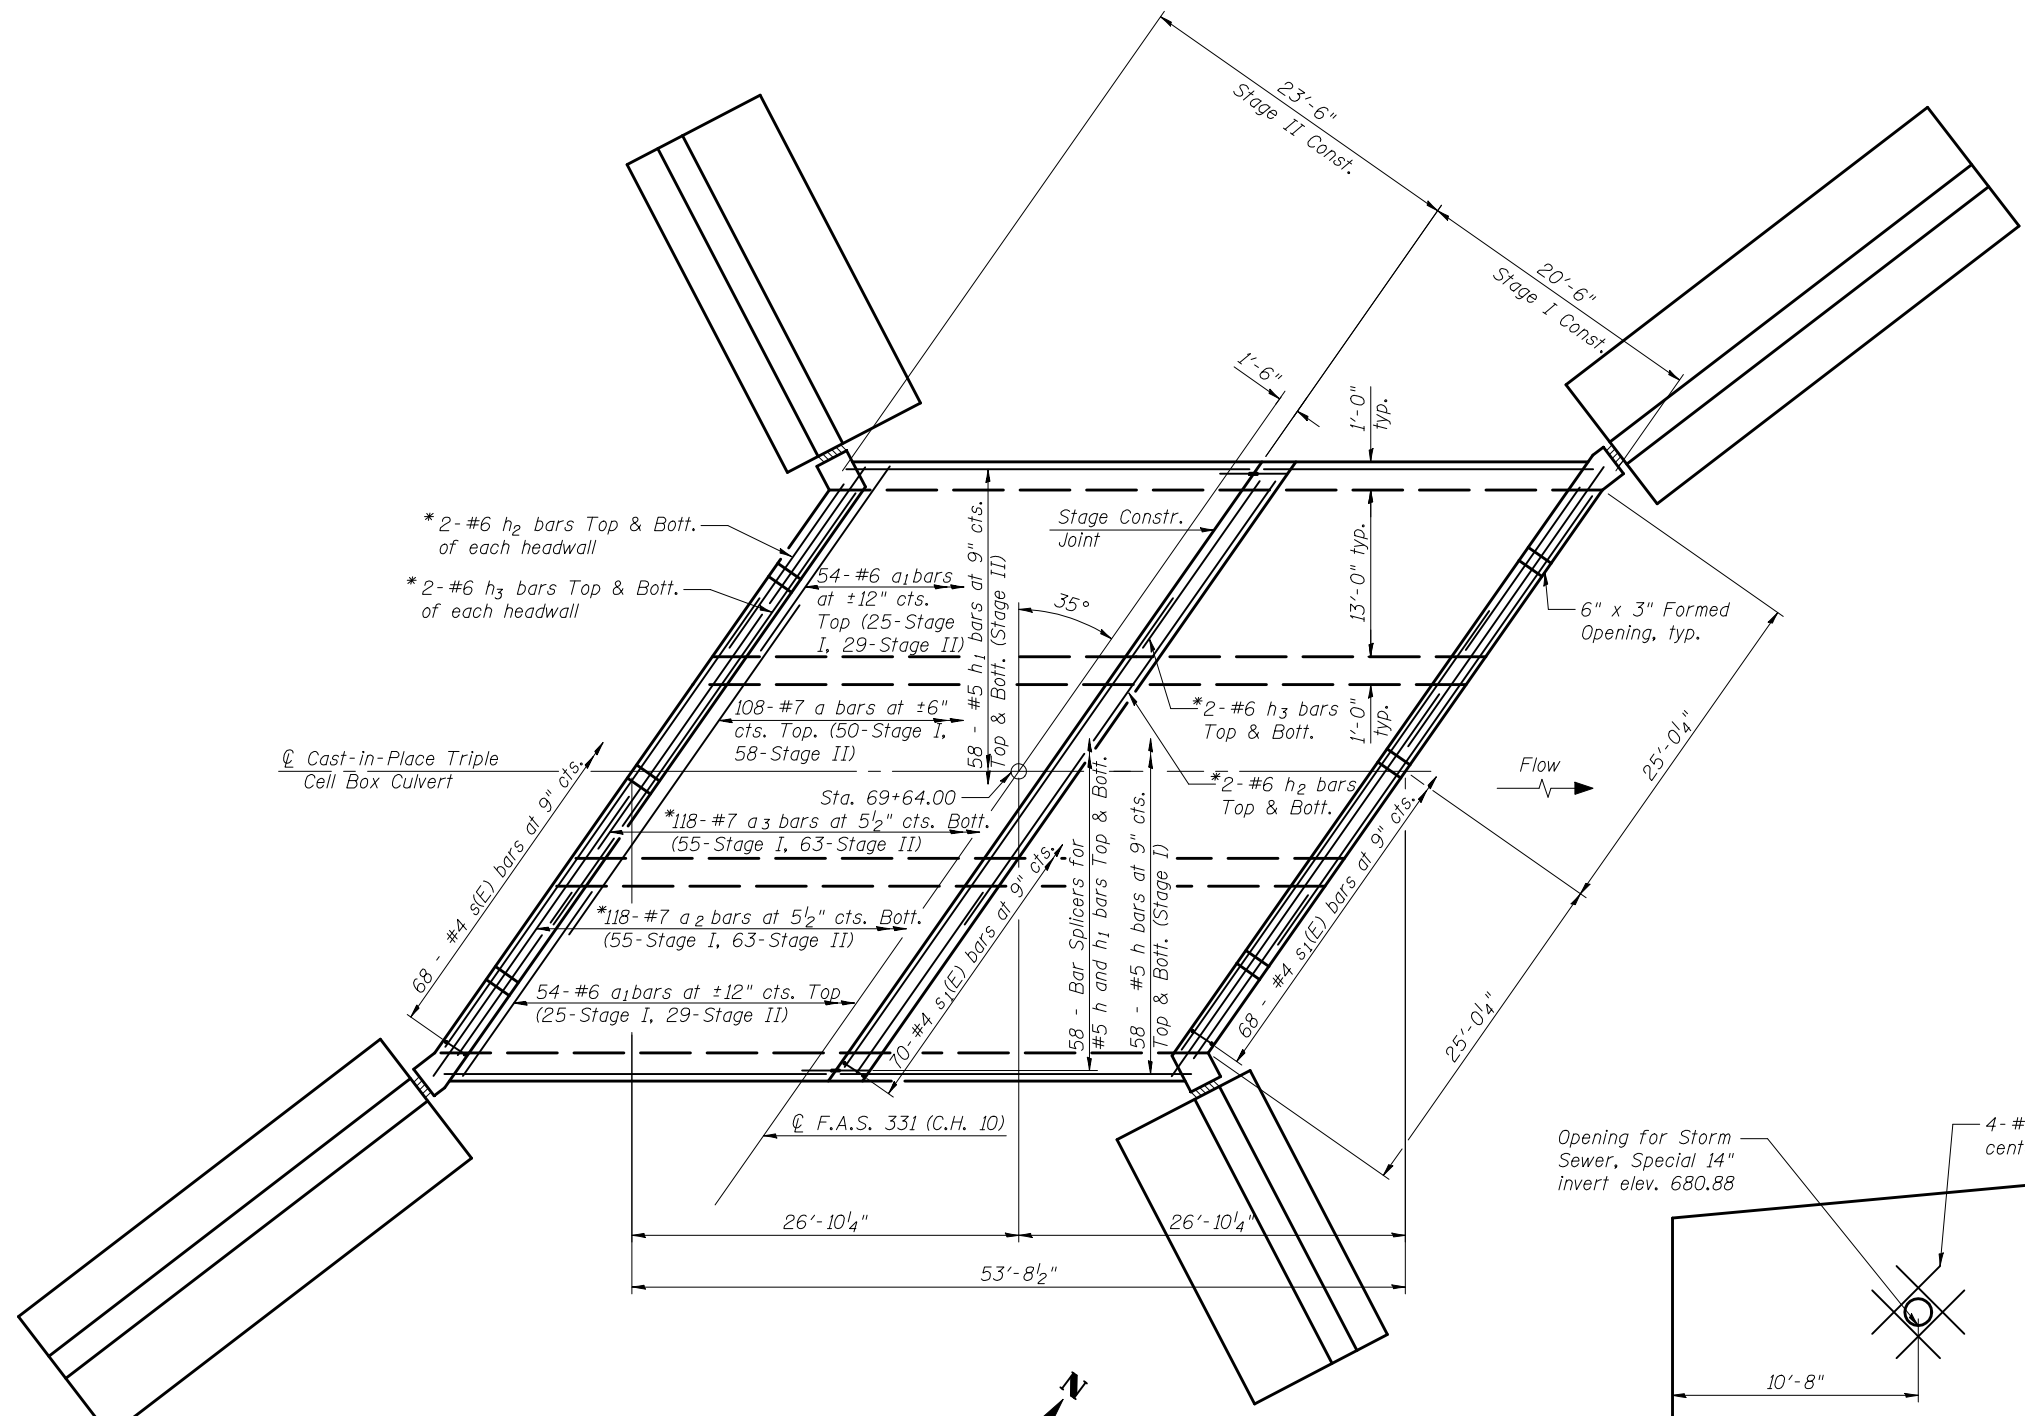 23'-6"
Stage II Const.
20'-6"
Stage I Const.
1'-6"
1'-0"
typ.
*2-#6 h2 bars Top & Bott.
of each headwall
*2-#6 h3 bars Top & Bott.
of each headwall
54-#6 a1 bars
at ±12" cts.
Top (25-Stage
I, 29-Stage II)
58 - #5 h1 bars at 9" cts.
Top & Bott. (Stage II)
Stage Constr.
Joint
35°
13'-0" typ.
6" x 3" Formed
Opening, typ.
108-#7 a bars at ±6"
cts. Top. (50-Stage I,
58-Stage II)
*2-#6 h3 bars
Top & Bott.
1'-0"
typ.
25'-0¼"
℄ Cast-in-Place Triple
Cell Box Culvert
Flow
Sta. 69+64.00
*2-#6 h2 bars
Top & Bott.
*118-#7 a3 bars at 5½" cts. Bott.
(55-Stage I, 63-Stage II)
68 - #4 s(E) bars at 9" cts.
*118-#7 a2 bars at 5½" cts. Bott.
(55-Stage I, 63-Stage II)
70-#4 s1(E) bars at 9" cts.
58 - Bar Splicers for
#5 h and h1 bars Top & Bott.
58 - #5 h bars at 9" cts.
Top & Bott. (Stage I)
68 - #4 s1(E) bars at 9" cts.
54-#6 a1 bars at ±12" cts. Top
(25-Stage I, 29-Stage II)
25'-0¼"
℄ F.A.S. 331 (C.H. 10)
Opening for Storm
Sewer, Special 14"
invert elev. 680.88
4-#
cent
26'-10¼"
26'-10¼"
53'-8½"
10'-8"
N